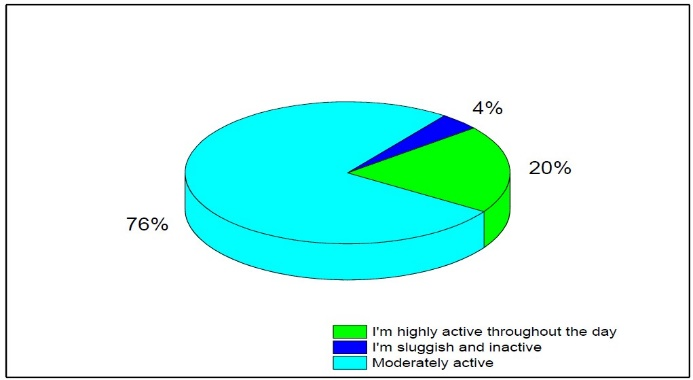 4%
20%
76%
I'm highly active throughout the day
I'm sluggish and inactive
Moderately active